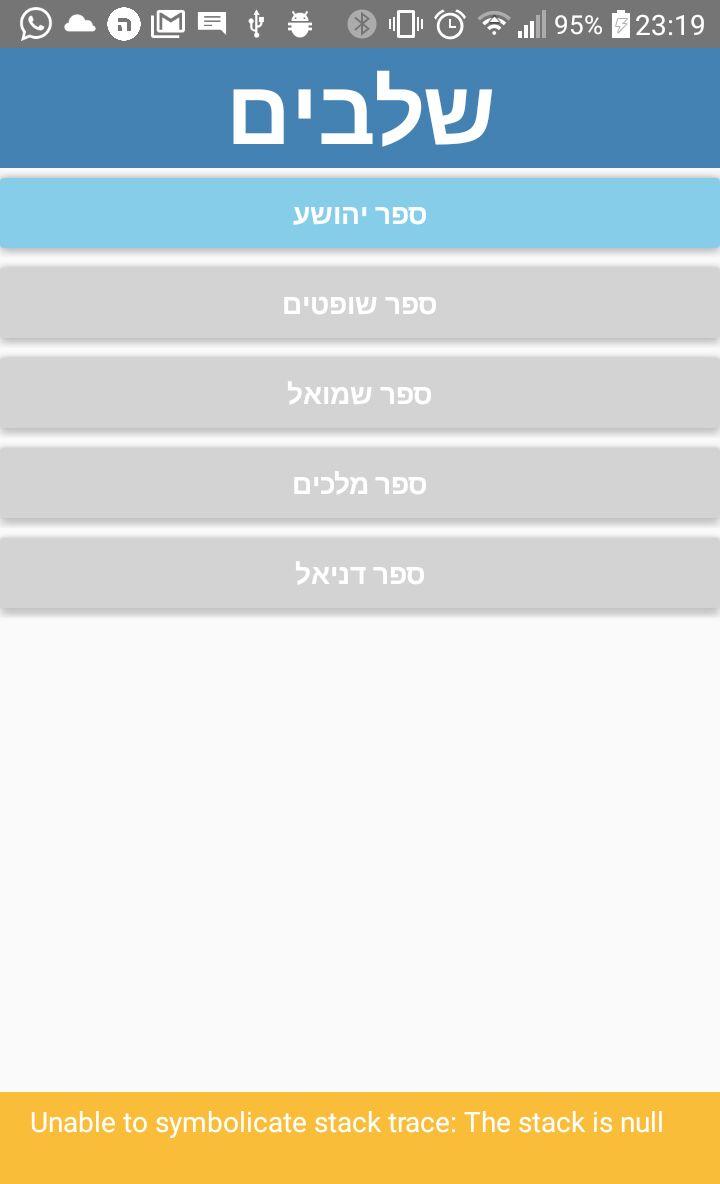 95% 23:19
שלבים
ספר יהושע
ספר שופטים
ספר שמואל
ספר מלכים
ספר דניאל
Unable to symbolicate stack trace: The stack is null